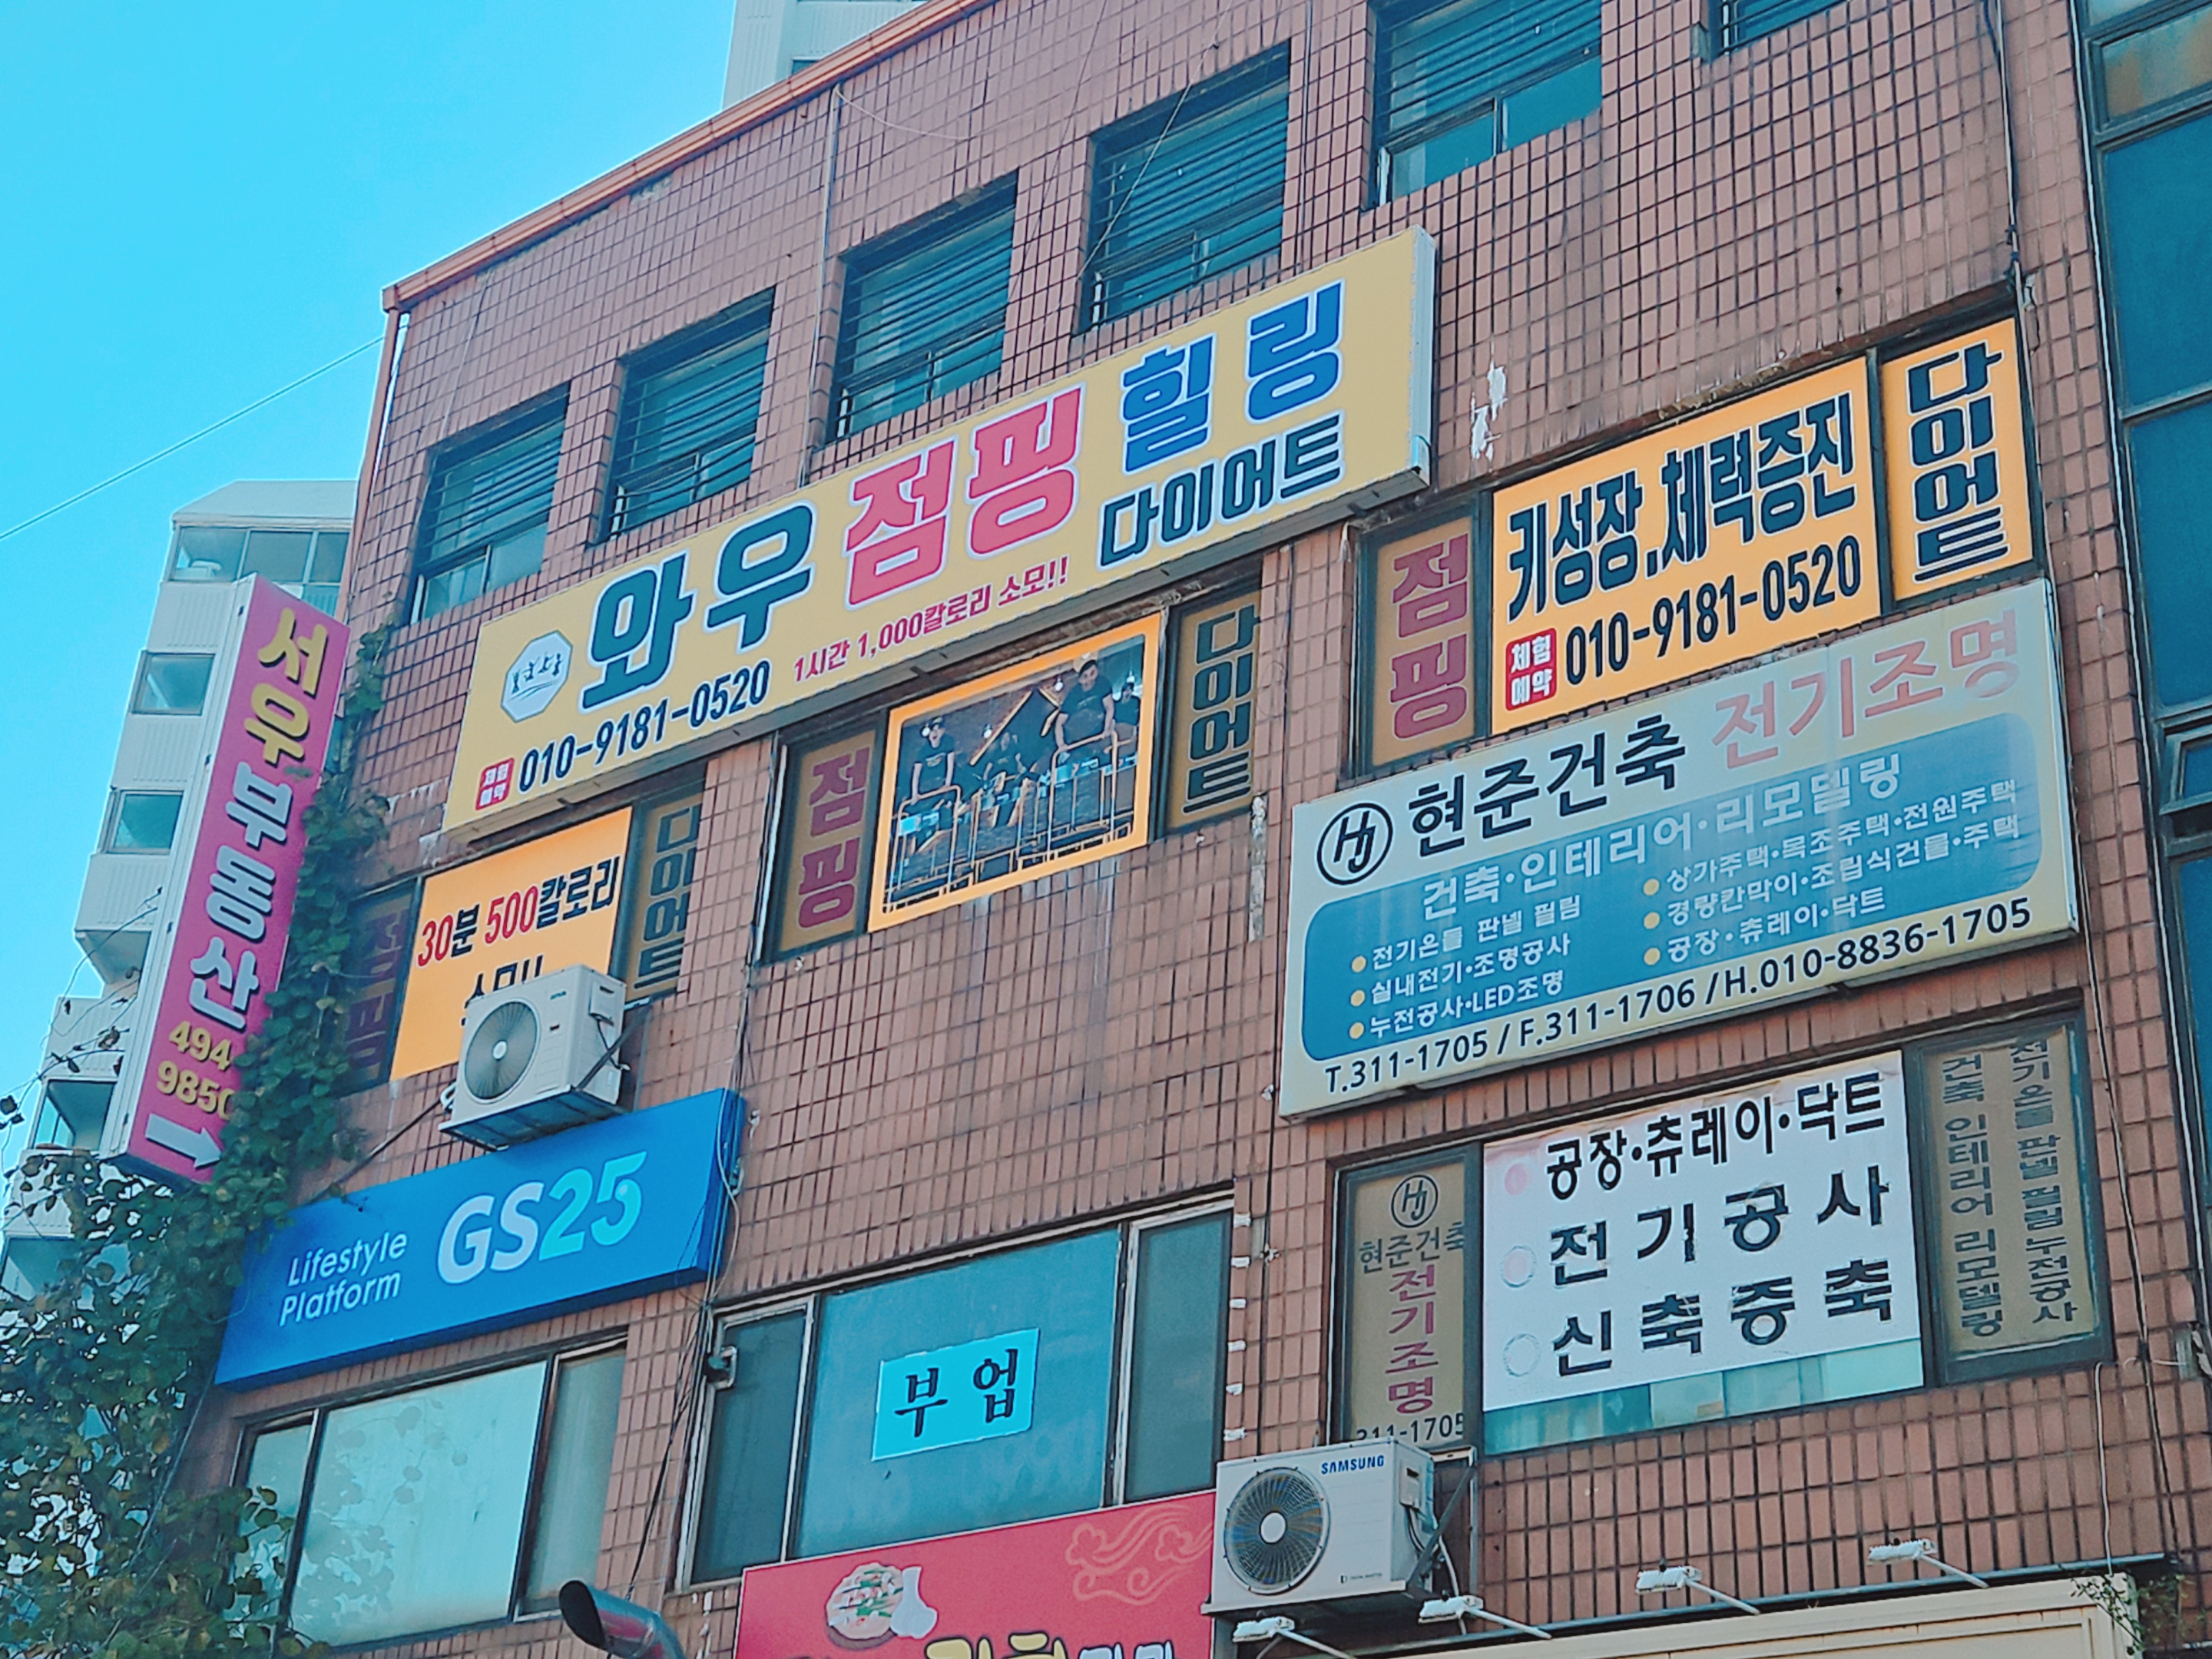 와우 점핑 힐링
다이어트
1시간 1,000칼로리 소모!!
체험
예약
010-9181-0520
서우부동산
494
985
30분 500칼로리
다이어트
점핑
다이어트
점핑
키성장,체력증진
체험
예약
010-9181-0520
다이어트
HJ 현준건축 전기조명
건축·인테리어·리모델링
전기온돌 판넬 필림
실내전기·조명공사
누전공사·LED조명
상가주택·목조주택·전원주택
경량칸막이·조립식건물·주택
공장·츄레이·닥트
T.311-1705 / F.311-1706 / H.010-8836-1705
Lifestyle
Platform
GS25
부업
HJ
현준건축
전기조명
311-1705
공장·츄레이·닥트
전기공사
신축증축
건축 인테리어 리모델링
전기온돌 판넬필림누전공사
SAMSUNG